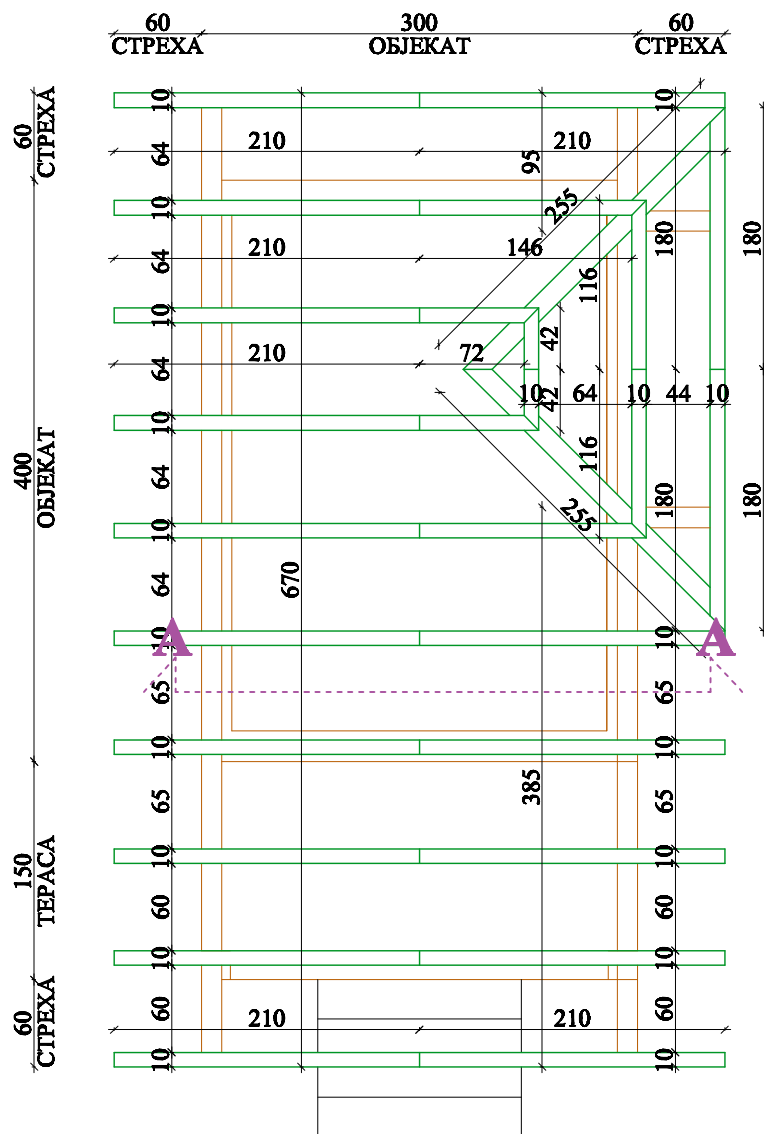 60 300 60
СТРЕХА ОБЈЕКАТ СТРЕХА
10 10
60 СТРЕХА
64 210 95 210
10 255
180 180
64 210 146
116
10
42
64 210 72
10 42 64 10 44 10
10
116
400 ОБЈЕКАТ
64
10 255 180 180
64 670
10 10
А А
65 65
10 10
65 385 65
10 10
150 ТЕРАСА
60 60
10 10
60 СТРЕХА
60 210 210 60
10 10